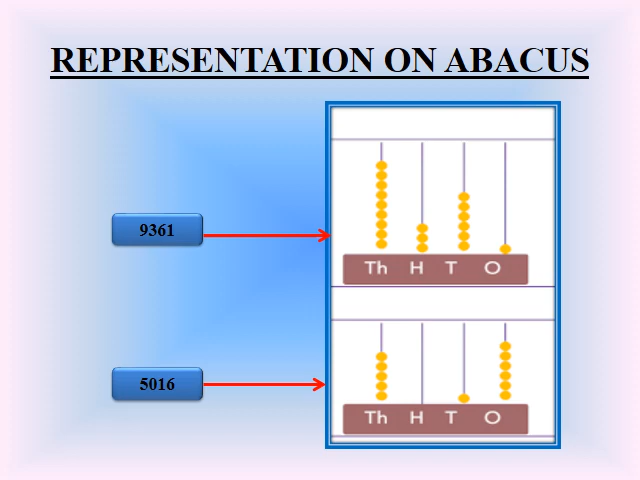 REPRESENTATION ON ABACUS
9361
Th H T O
5016
Th H T O